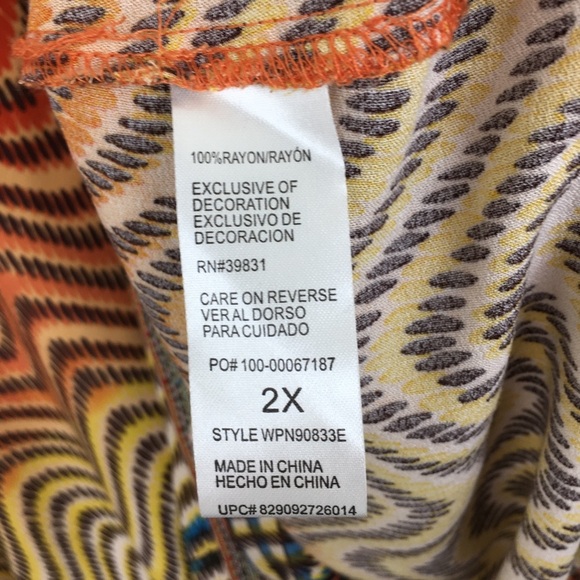 100%RAYON/RAYÓN
EXCLUSIVE OF
DECORATION
EXCLUSIVO DE
DECORACION
RN#39831
CARE ON REVERSE
VER AL DORSO
PARA CUIDADO
PO# 100-00067187
2X
STYLE WPN90833E
MADE IN CHINA
HECHO EN CHINA
UPC# 829092726014